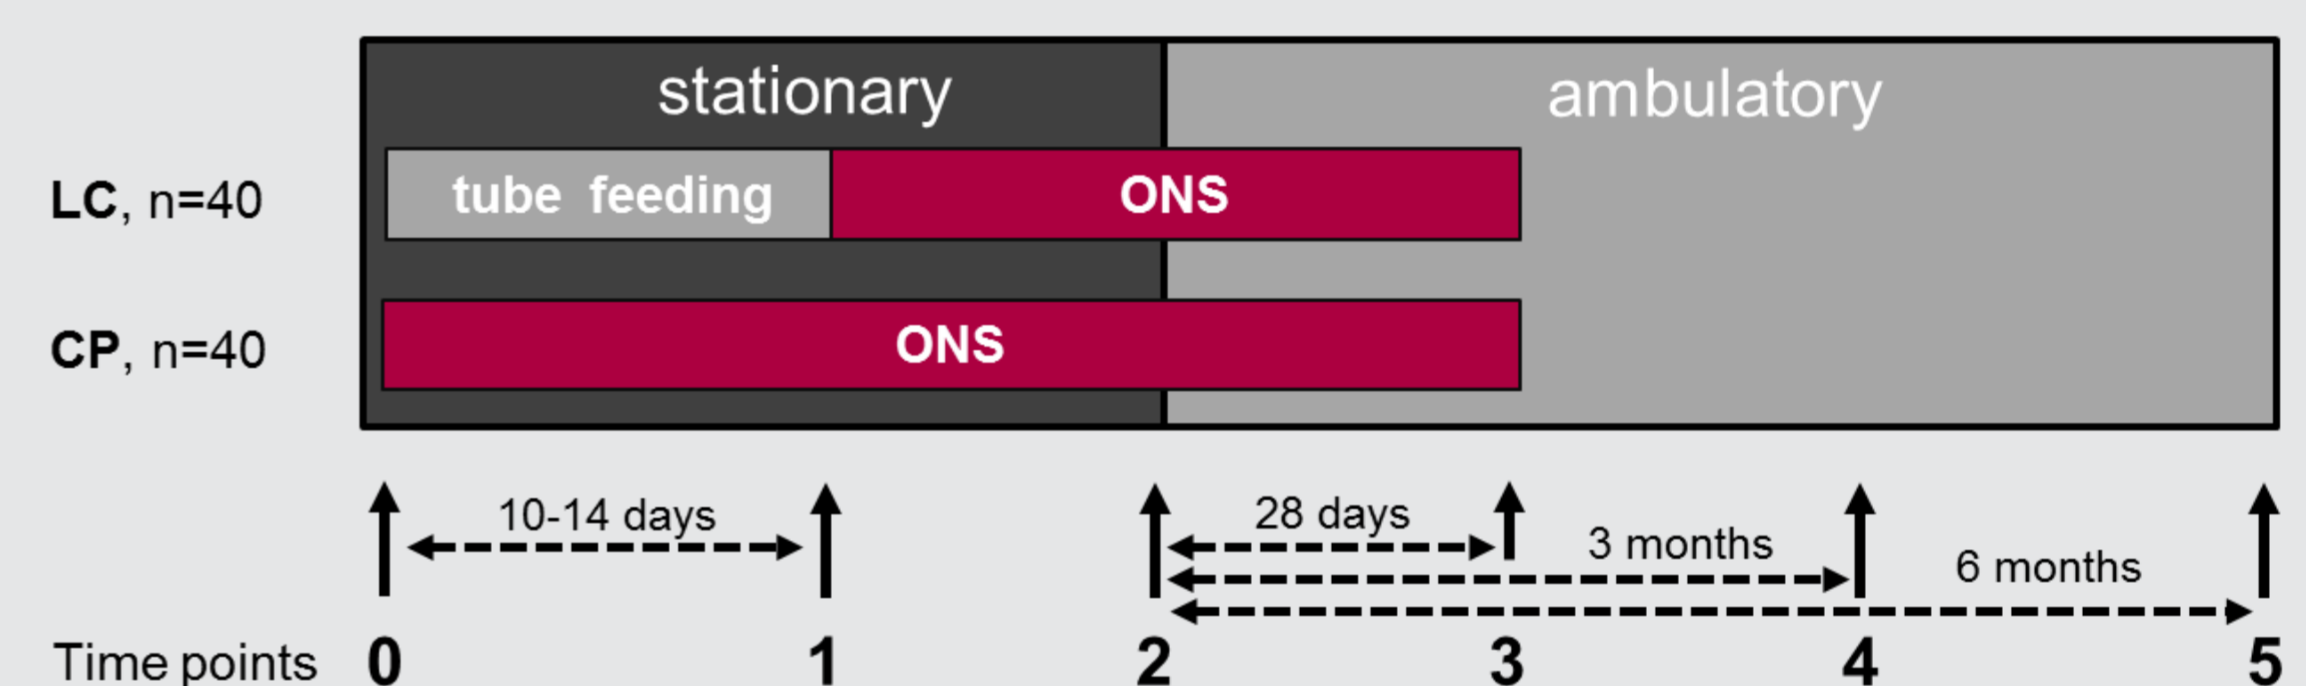 stationary
ambulatory
LC, n=40
tube feeding
ONS
CP, n=40
ONS
10-14 days
28 days
3 months
6 months
Time points 0 1 2 3 4 5